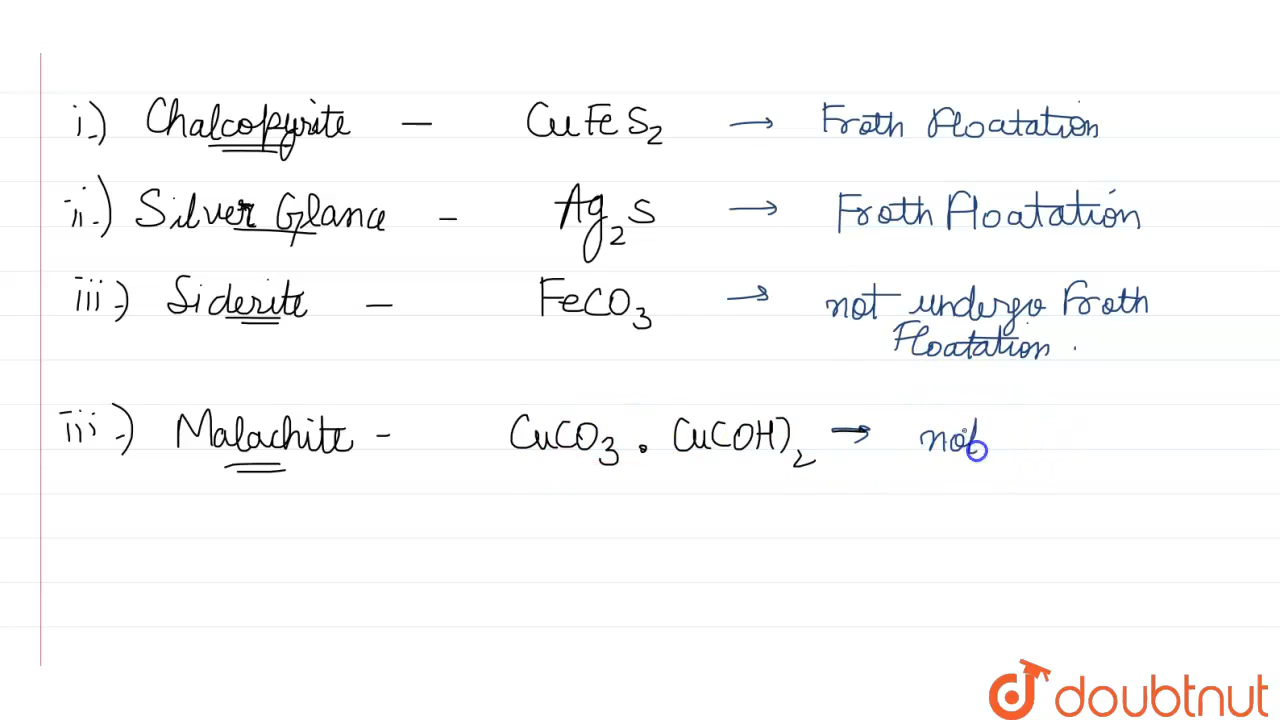 i.) Chalcopyrite - CuFeS2 → Froth Floatation
ii.) Silver Glance - Ag2S → Froth Floatation
iii.) Siderite - FeCO3 → not undergo Froth
Floatation.
iii.) Malachite - CuCO3 . Cu(OH)2 → not
doubtnut